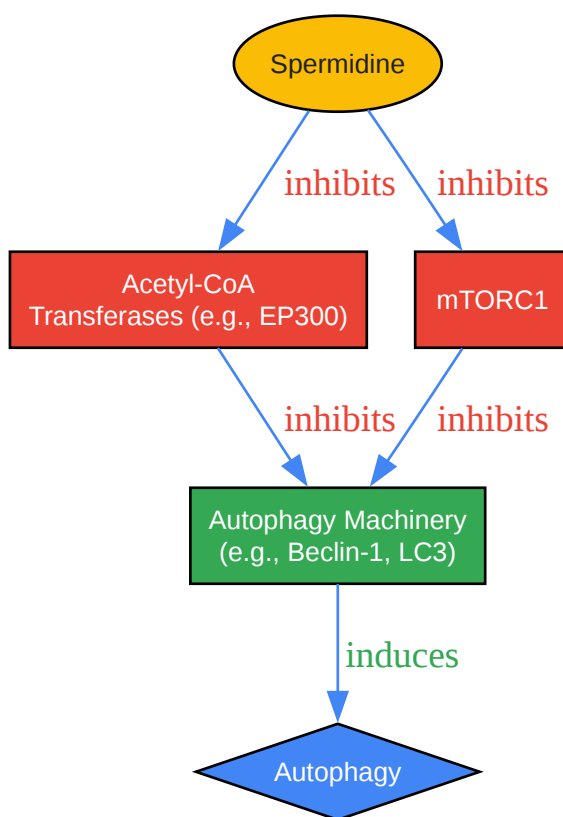 Spermidine
inhibits
inhibits
Acetyl-CoA
Transferases (e.g., EP300)
mTORC1
inhibits
inhibits
Autophagy Machinery
(e.g., Beclin-1, LC3)
induces
Autophagy